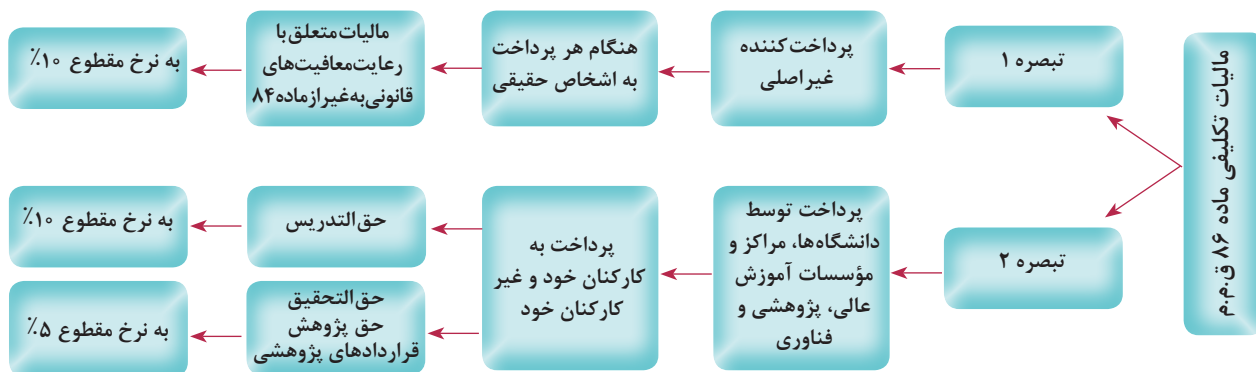 مالیات تکلیفی ماده ۸۶ ق.م.م
تبصره ۱
پرداخت‌کننده
غیراصلی
هنگام هر پرداخت
به اشخاص حقیقی
مالیات متعلق با
رعایت معافیت‌های
قانونی به غیر از ماده ۸۴
به نرخ مقطوع ۱۰٪
تبصره ۲
پرداخت توسط
دانشگاه‌ها، مراکز و
مؤسسات آموزش
عالی، پژوهشی و
فناوری
پرداخت به
کارکنان خود و غیر
کارکنان خود
حق‌التدریس
به نرخ مقطوع ۱۰٪
حق‌التحقیق
حق پژوهش
قراردادهای پژوهشی
به نرخ مقطوع ۵٪